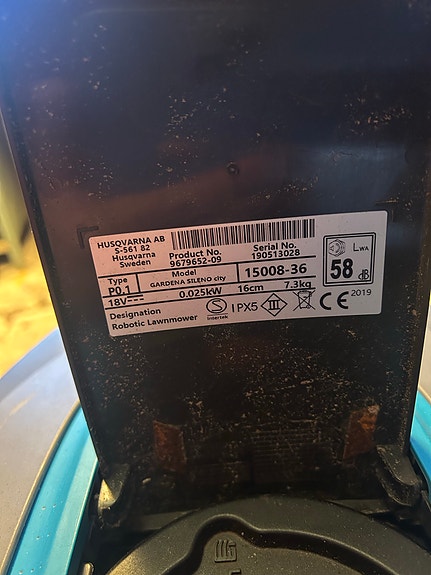 HUSQVARNA AB
S-561 82
Husqvarna
Sweden
Product No.
9679652-09
Serial No.
190513028
Type
P0.1
Model
GARDENA SILENO city
15008-36
18V
0.025kW
16cm
7.3kg
Designation
Robotic Lawnmower
S
Intertek
IPX5
III
CE
2019
LWA
58 dB